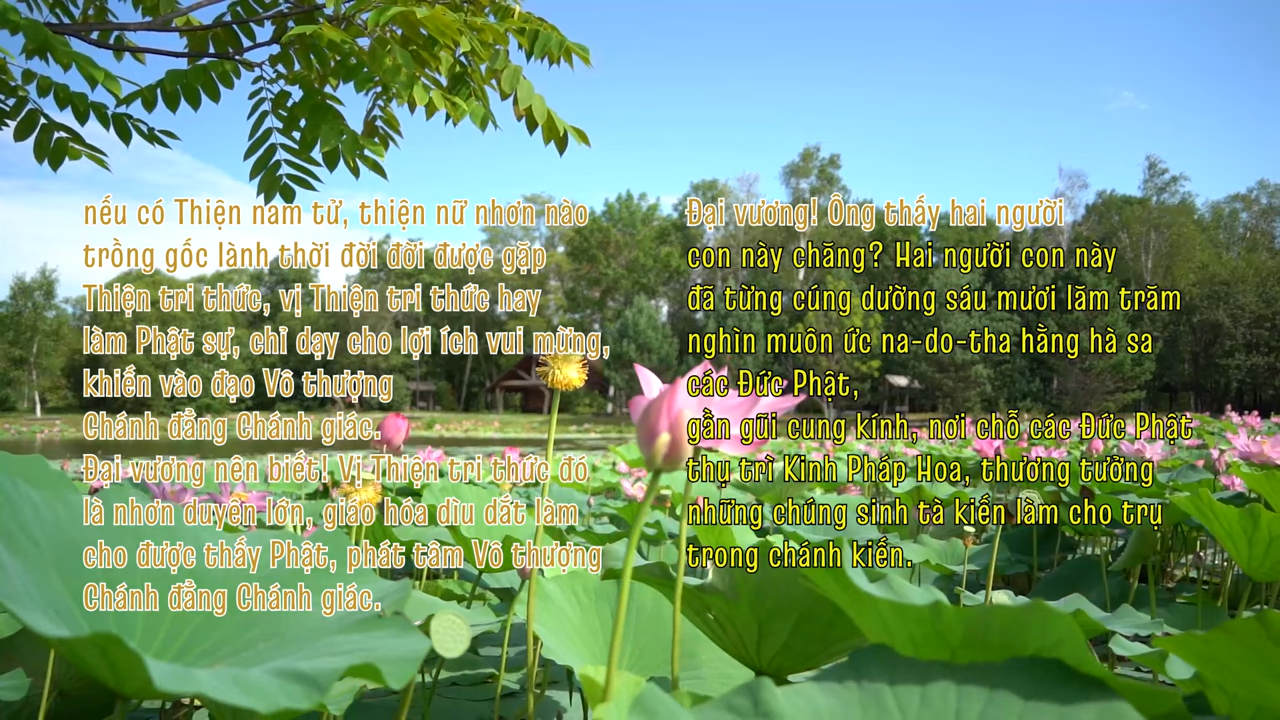 nếu có Thiện nam tử, thiện nữ nhơn nào
trồng gốc lành thời đời đời được gặp
Thiện tri thức, vị Thiện tri thức hay
làm Phật sự, chỉ dạy cho lợi ích vui mừng,
khiến vào đạo Vô thượng
Chánh đẳng Chánh giác.
Đại vương nên biết! Vị Thiện tri thức đó
là nhơn duyên lớn, giáo hóa dìu dắt làm
cho được thấy Phật, phát tâm Vô thượng
Chánh đẳng Chánh giác.
Đại vương! Ông thấy hai người
con này chăng? Hai người con này
đã từng cúng dường sáu mươi lăm trăm
nghìn muôn ức na-do-tha hằng hà sa
các Đức Phật,
gần gũi cung kính, nơi chỗ các Đức Phật
thụ trì Kinh Pháp Hoa, thương tưởng
những chúng sinh tà kiến làm cho trụ
trong chánh kiến.